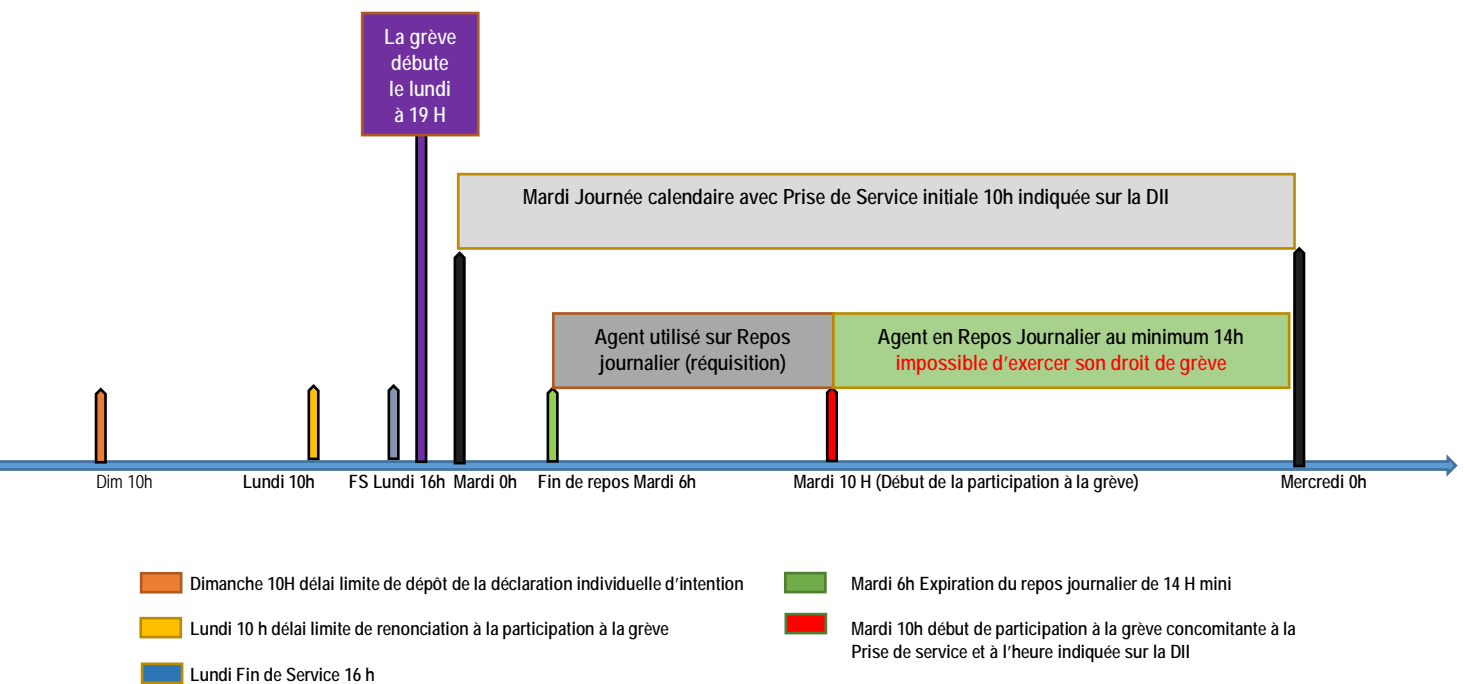 La grève
débute
le lundi
à 19 H
Mardi Journée calendaire avec Prise de Service initiale 10h indiquée sur la DII
Agent utilisé sur Repos
journalier (réquisition)
Agent en Repos Journalier au minimum 14h
impossible d'exercer son droit de grève
Dim 10h
Lundi 10h
FS Lundi 16h
Mardi 0h
Fin de repos Mardi 6h
Mardi 10 H (Début de la participation à la grève)
Mercredi 0h
Dimanche 10H délai limite de dépôt de la déclaration individuelle d'intention
Lundi 10 h délai limite de renonciation à la participation à la grève
Lundi Fin de Service 16 h
Mardi 6h Expiration du repos journalier de 14 H mini
Mardi 10h début de participation à la grève concomitante à la
Prise de service et à l'heure indiquée sur la DII